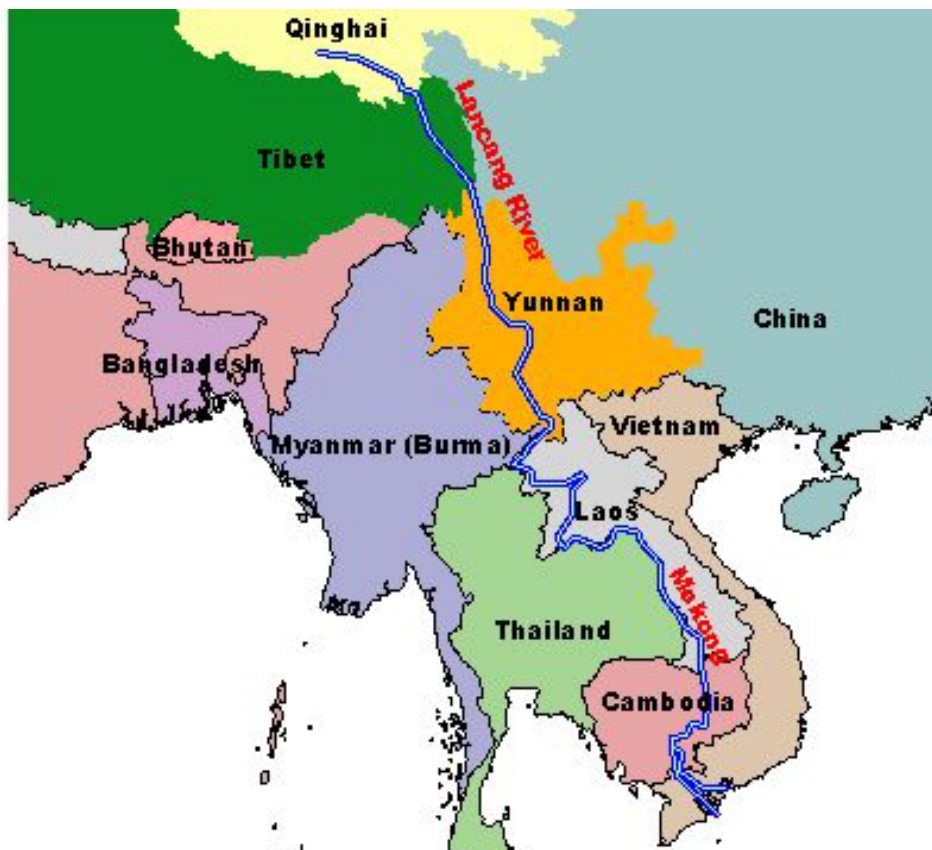 Qinghai
Lancang River
Tibet
Bhutan
Yunnan
China
Bangladesh
Vietnam
Myanmar (Burma)
Laos
Mekong
Thailand
Cambodia